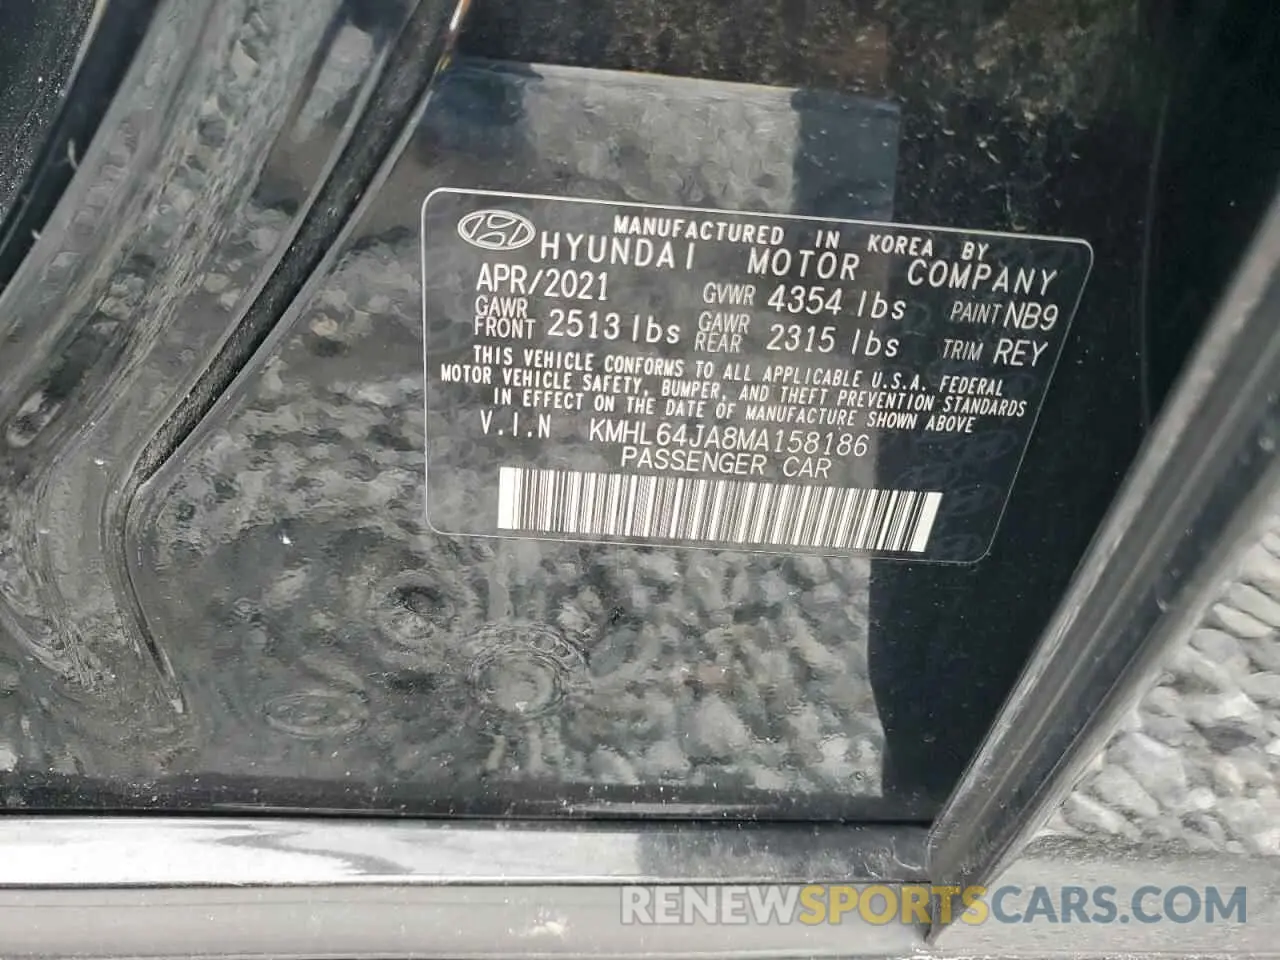 MANUFACTURED IN KOREA BY
HYUNDAI MOTOR COMPANY
APR/2021 GVWR 4354 lbs PAINT NB9
GAWR FRONT 2513 lbs GAWR REAR 2315 lbs TRIM REY
THIS VEHICLE CONFORMS TO ALL APPLICABLE U.S.A. FEDERAL
MOTOR VEHICLE SAFETY, BUMPER, AND THEFT PREVENTION STANDARDS
IN EFFECT ON THE DATE OF MANUFACTURE SHOWN ABOVE
V.I.N KMHL64JA8MA158186
PASSENGER CAR
RENEWSPORTSCARS.COM